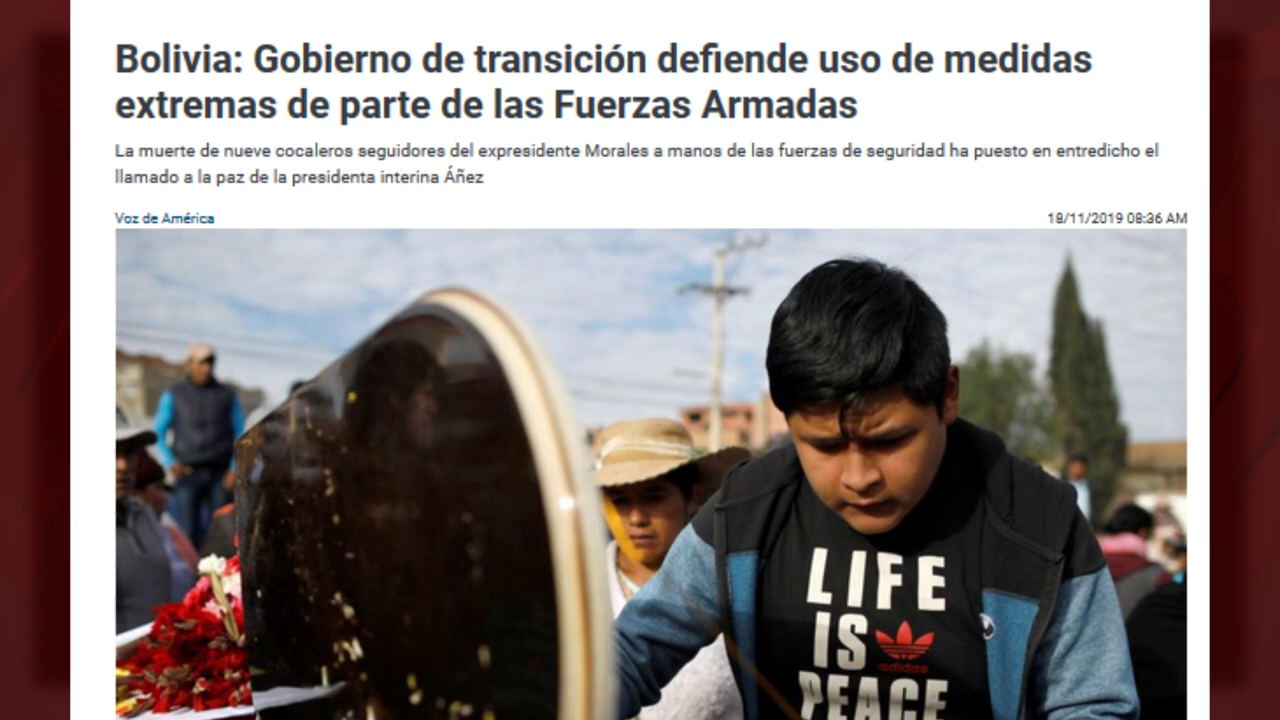 Bolivia: Gobierno de transición defiende uso de medidas
extremas de parte de las Fuerzas Armadas
La muerte de nueve cocaleros seguidores del expresidente Morales a manos de las fuerzas de seguridad ha puesto en entredicho el
llamado a la paz de la presidenta interina Áñez
Voz de América
18/11/2019 08:36 AM
LIFE
IS
adidas
PEACE